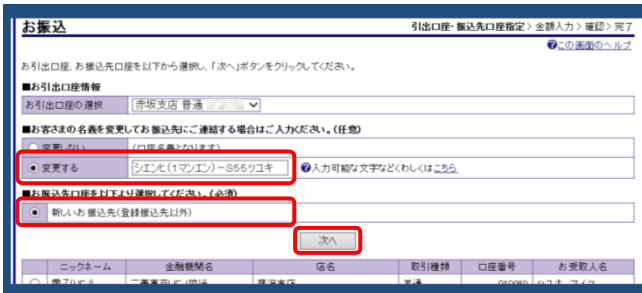 お振込
引出口座・振込先口座指定＞金額入力＞確認＞完了
この画面のヘルプ
お引出口座、お振込先口座を以下から選択し、「次へ」ボタンをクリックしてください。
■お引出口座情報
お引出口座の選択 赤坂支店 普通
■お客さまの名義を変更してお振込先にご連絡する場合はご入力ください。(任意)
変更しない (口座名義となります)
変更する シエンヒ(1マンエン)－S55ツユキ 入力可能な文字などくわしくはこちら
■お振込先口座を以下より選択してください。(必須)
新しいお振込先(登録振込先以外)
次へ
ニックネーム 金融機関名 店名 取引種類 口座番号 お受取人名
普通